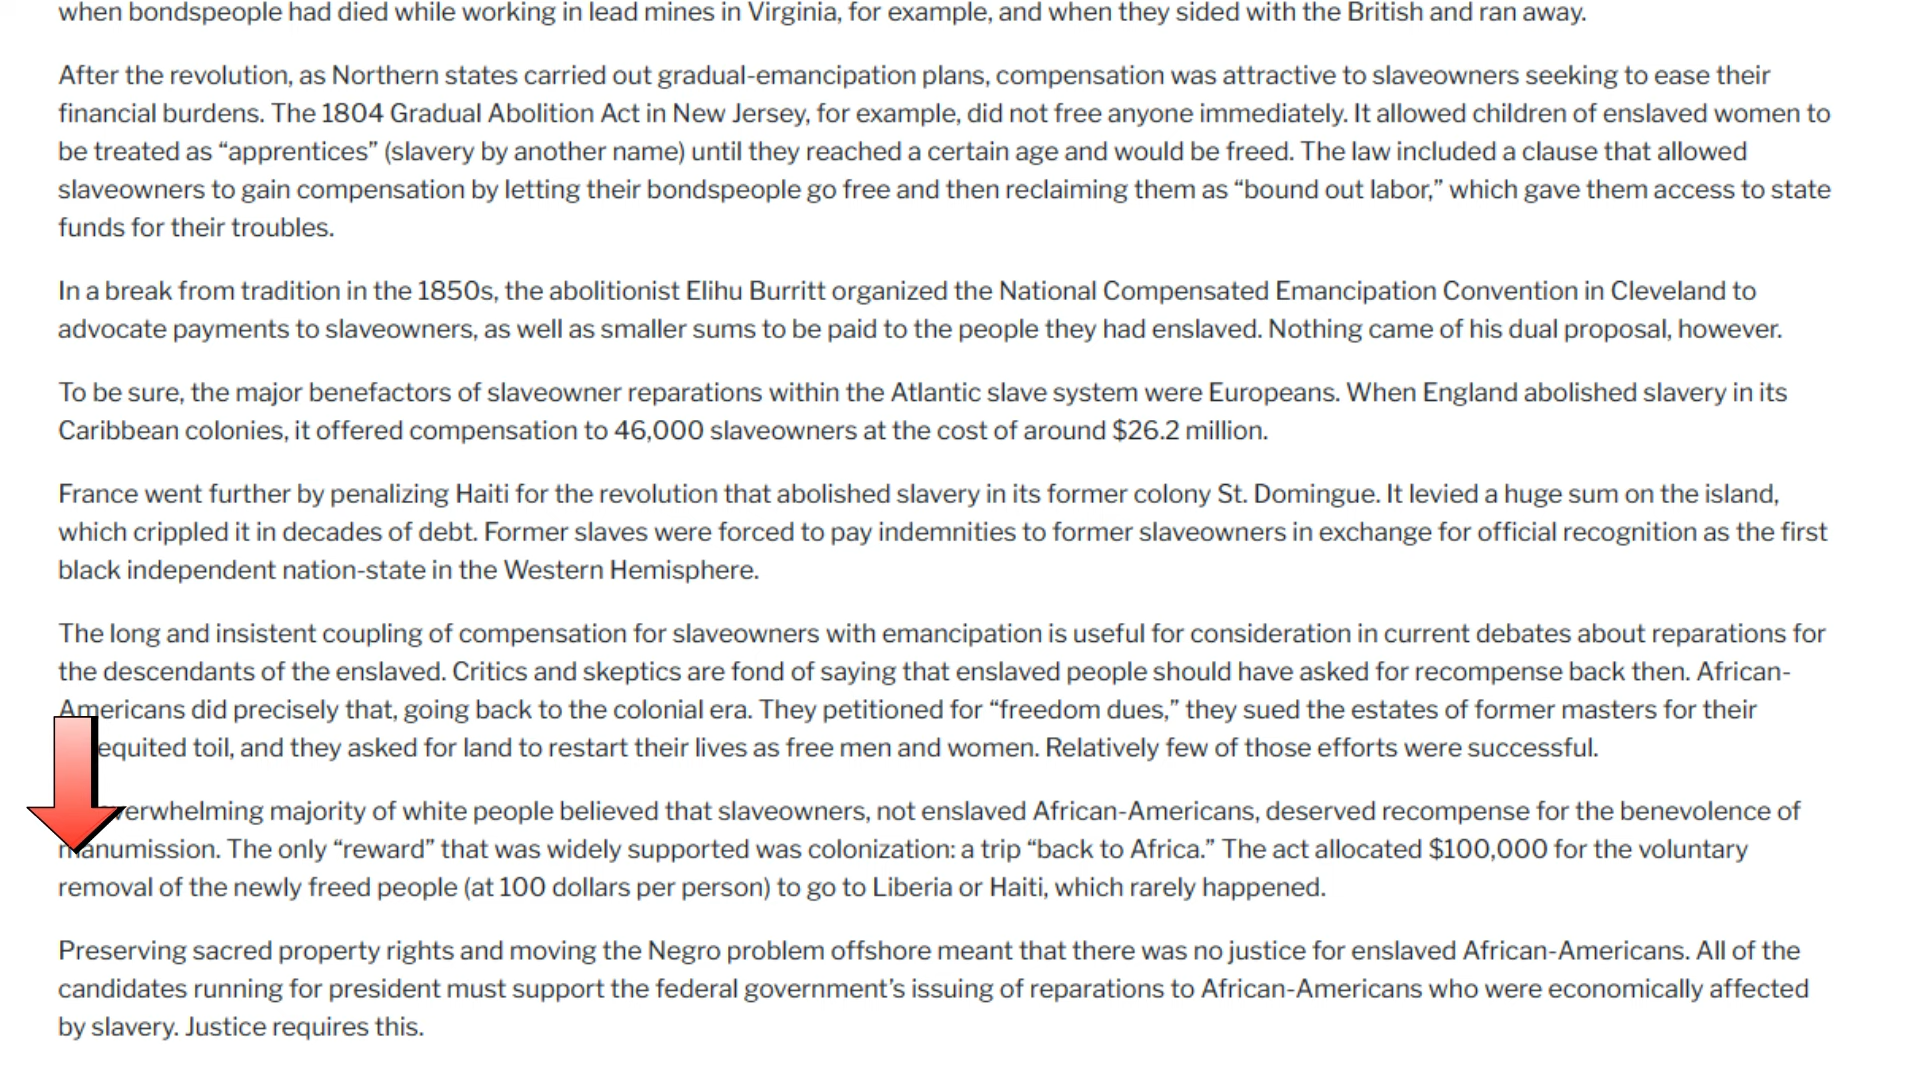 when bondspeople had died while working in lead mines in Virginia, for example, and when they sided with the British and ran away.
After the revolution, as Northern states carried out gradual-emancipation plans, compensation was attractive to slaveowners seeking to ease their
financial burdens. The 1804 Gradual Abolition Act in New Jersey, for example, did not free anyone immediately. It allowed children of enslaved women to
be treated as “apprentices” (slavery by another name) until they reached a certain age and would be freed. The law included a clause that allowed
slaveowners to gain compensation by letting their bondspeople go free and then reclaiming them as “bound out labor,” which gave them access to state
funds for their troubles.
In a break from tradition in the 1850s, the abolitionist Elihu Burritt organized the National Compensated Emancipation Convention in Cleveland to
advocate payments to slaveowners, as well as smaller sums to be paid to the people they had enslaved. Nothing came of his dual proposal, however.
To be sure, the major benefactors of slaveowner reparations within the Atlantic slave system were Europeans. When England abolished slavery in its
Caribbean colonies, it offered compensation to 46,000 slaveowners at the cost of around $26.2 million.
France went further by penalizing Haiti for the revolution that abolished slavery in its former colony St. Domingue. It levied a huge sum on the island,
which crippled it in decades of debt. Former slaves were forced to pay indemnities to former slaveowners in exchange for official recognition as the first
black independent nation-state in the Western Hemisphere.
The long and insistent coupling of compensation for slaveowners with emancipation is useful for consideration in current debates about reparations for
the descendants of the enslaved. Critics and skeptics are fond of saying that enslaved people should have asked for recompense back then. African-
Americans did precisely that, going back to the colonial era. They petitioned for “freedom dues,” they sued the estates of former masters for their
equited toil, and they asked for land to restart their lives as free men and women. Relatively few of those efforts were successful.
verwhelming majority of white people believed that slaveowners, not enslaved African-Americans, deserved recompense for the benevolence of
manumission. The only “reward” that was widely supported was colonization: a trip “back to Africa.” The act allocated $100,000 for the voluntary
removal of the newly freed people (at 100 dollars per person) to go to Liberia or Haiti, which rarely happened.
Preserving sacred property rights and moving the Negro problem offshore meant that there was no justice for enslaved African-Americans. All of the
candidates running for president must support the federal government’s issuing of reparations to African-Americans who were economically affected
by slavery. Justice requires this.